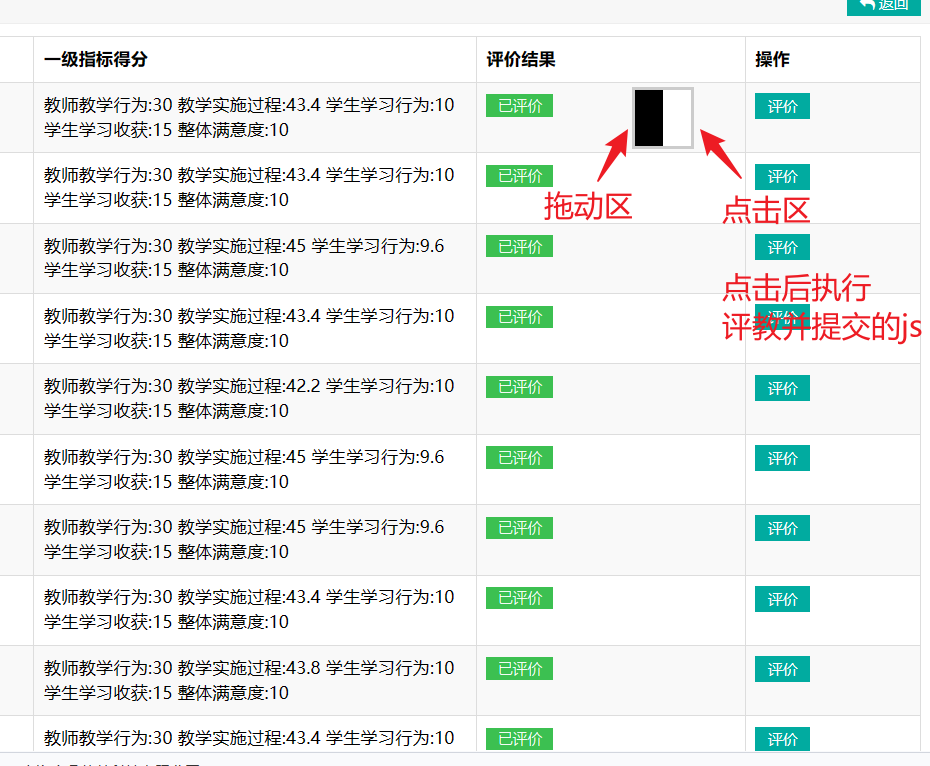 返回
一级指标得分 评价结果 操作
教师教学行为:30 教学实施过程:43.4 学生学习行为:10 已评价 评价
学生学习收获:15 整体满意度:10
教师教学行为:30 教学实施过程:43.4 学生学习行为:10 已评价 评价
学生学习收获:15 整体满意度:10
拖动区 点击区
教师教学行为:30 教学实施过程:45 学生学习行为:9.6 已评价 评价
学生学习收获:15 整体满意度:10
点击后执行
教师教学行为:30 教学实施过程:43.4 学生学习行为:10 已评价 评价
评教并提交的js
学生学习收获:15 整体满意度:10
教师教学行为:30 教学实施过程:42.2 学生学习行为:10 已评价 评价
学生学习收获:15 整体满意度:10
教师教学行为:30 教学实施过程:45 学生学习行为:9.6 已评价 评价
学生学习收获:15 整体满意度:10
教师教学行为:30 教学实施过程:45 学生学习行为:9.6 已评价 评价
学生学习收获:15 整体满意度:10
教师教学行为:30 教学实施过程:43.4 学生学习行为:10 已评价 评价
学生学习收获:15 整体满意度:10
教师教学行为:30 教学实施过程:43.8 学生学习行为:10 已评价 评价
学生学习收获:15 整体满意度:10
教师教学行为:30 教学实施过程:43.4 学生学习行为:10 已评价 评价